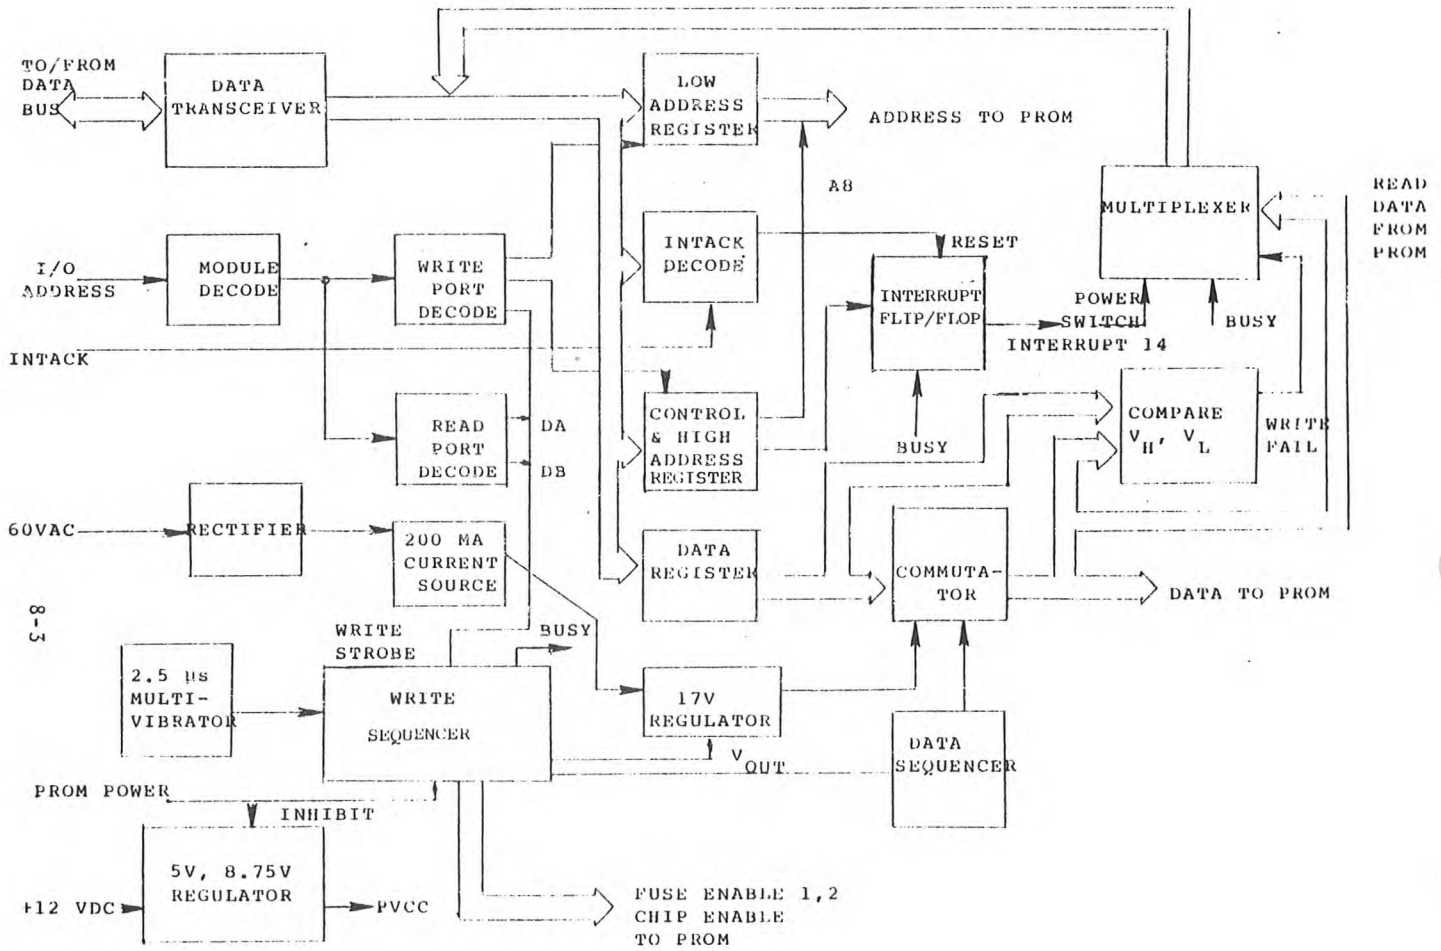 TO/FROM
DATA
BUS
DATA
TRANSCEIVER
LOW
ADDRESS
REGISTER
ADDRESS TO PROM
A8
MULTIPLEXER
READ
DATA
FROM
PROM
I/O
ADDRESS
MODULE
DECODE
WRITE
PORT
DECODE
INTACK
DECODE
RESET
INTERRUPT
FLIP/FLOP
POWER
SWITCH
INTERRUPT 14
BUSY
INTACK
READ
PORT
DECODE
DA
DB
CONTROL
& HIGH
ADDRESS
REGISTER
BUSY
COMPARE
VH, VL
WRITE
FAIL
60VAC
RECTIFIER
200 MA
CURRENT
SOURCE
DATA
REGISTER
COMMUTA-
TOR
DATA TO PROM
8-3
WRITE
STROBE
BUSY
2.5 µs
MULTI-
VIBRATOR
WRITE
SEQUENCER
17V
REGULATOR
VOUT
DATA
SEQUENCER
PROM POWER
INHIBIT
5V, 8.75V
REGULATOR
+12 VDC
PVCC
FUSE ENABLE 1,2
CHIP ENABLE
TO PROM